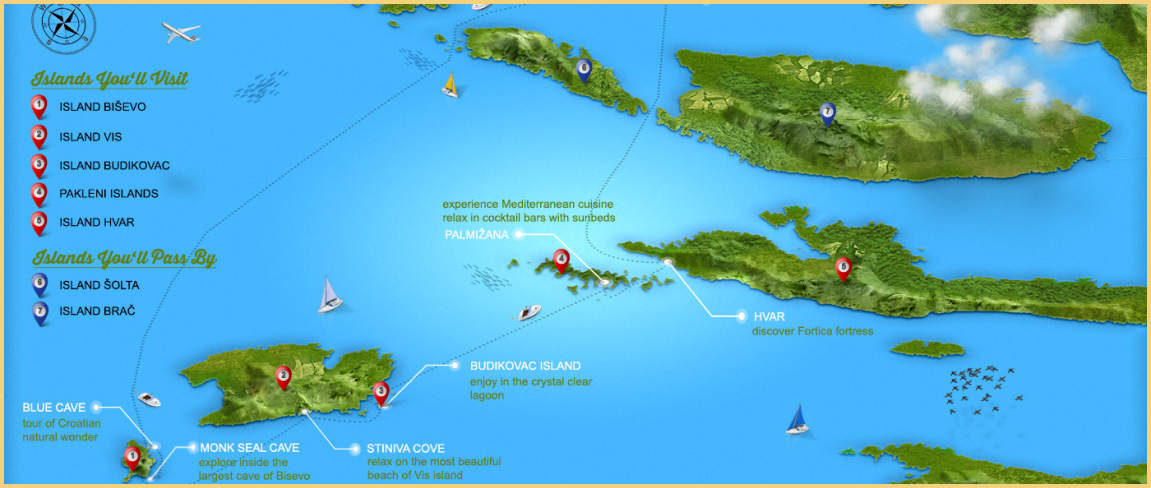 Islands You'll Visit
1 ISLAND BIŠEVO
2 ISLAND VIS
3 ISLAND BUDIKOVAC
4 PAKLENI ISLANDS
5 ISLAND HVAR
Islands You'll Pass By
6 ISLAND ŠOLTA
7 ISLAND BRAČ
6
7
experience Mediterranean cuisine
relax in cocktail bars with sunbeds
PALMIŽANA
4
5
HVAR
discover Fortica fortress
2
3
BUDIKOVAC ISLAND
enjoy in the crystal clear
lagoon
BLUE CAVE
tour of Croatian
natural wonder
1
MONK SEAL CAVE
explore inside the
largest cave of Bisevo
STINIVA COVE
relax on the most beautiful
beach of Vis island